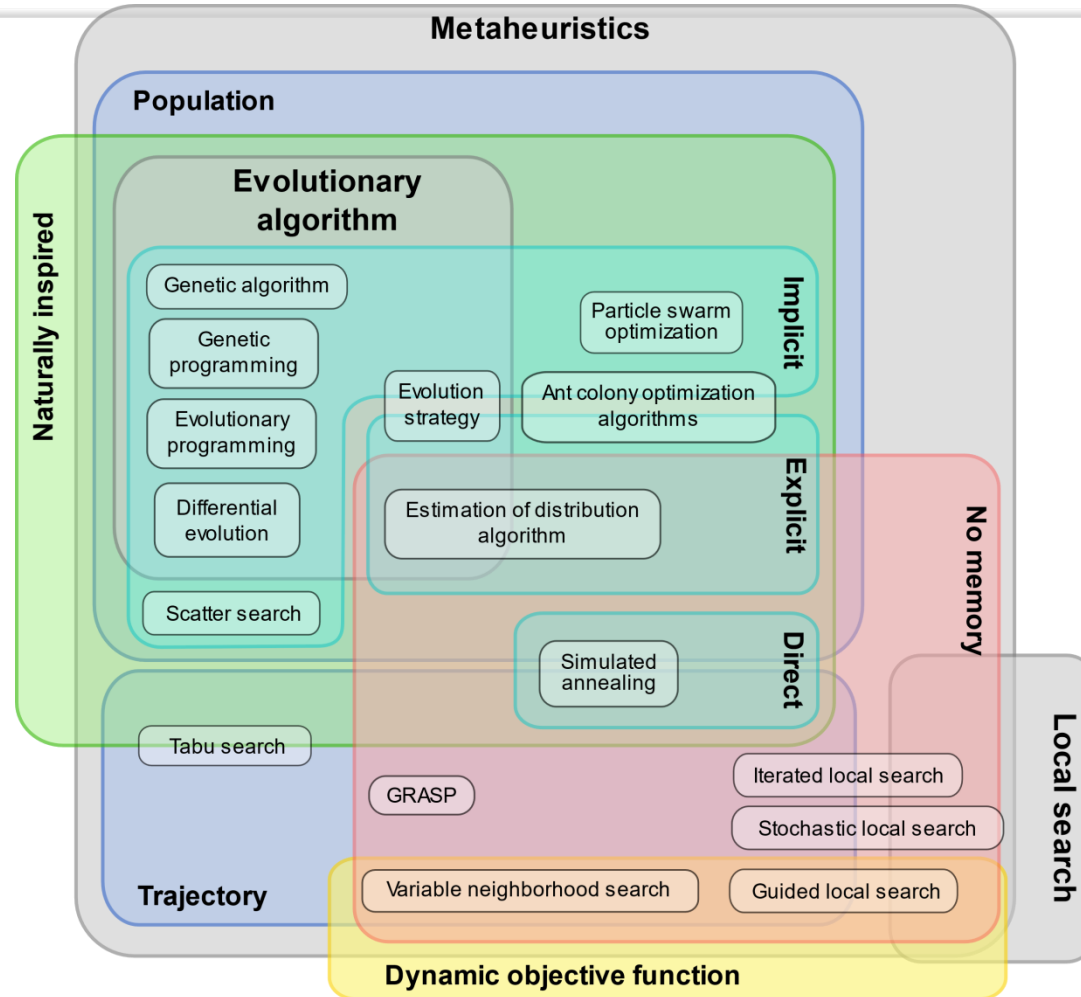 Metaheuristics
Population
Evolutionary
algorithm
Naturally inspired
Genetic algorithm
Implicit
Particle swarm
optimization
Genetic
programming
Evolution
strategy
Ant colony optimization
algorithms
Evolutionary
programming
Explicit
Differential
evolution
Estimation of distribution
algorithm
No memory
Scatter search
Direct
Simulated
annealing
Local search
Tabu search
Iterated local search
GRASP
Stochastic local search
Trajectory
Variable neighborhood search
Guided local search
Dynamic objective function